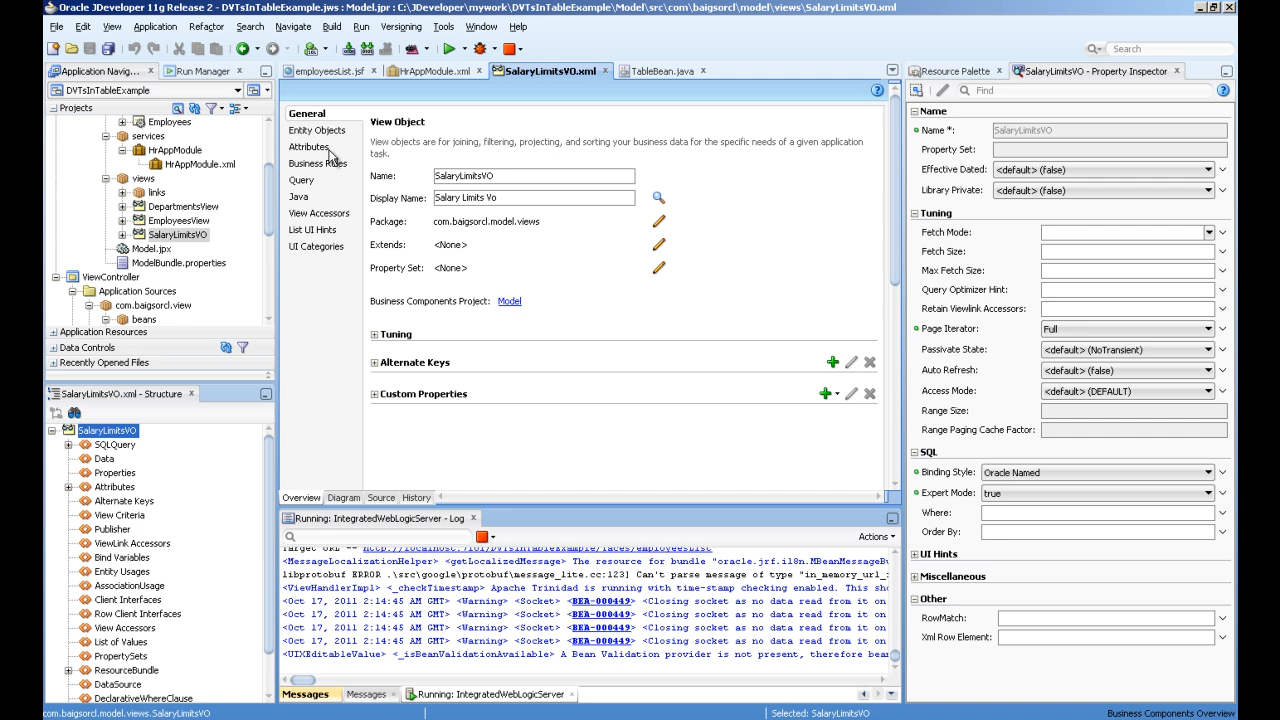 Oracle JDeveloper 11g Release 2 - DVTsInTableExample.jws : Model.jpr : C:\JDeveloper\mywork\DVTsInTableExample\Model\src\com\baigsorcl\model\views\SalaryLimitsVO.xml
File Edit View Application Refactor Search Navigate Build Run Versioning Tools Window Help
Search
Application Navig... Run Manager
DVTsInTableExample
Projects
Employees
services
HrAppModule
HrAppModule.xml
views
links
DepartmentsView
EmployeesView
SalaryLimitsVO
Model.jpx
ModelBundle.properties
ViewController
Application Sources
com.baigsorcl.view
beans
Application Resources
Data Controls
Recently Opened Files
SalaryLimitsVO.xml - Structure
SalaryLimitsVO
SQLQuery
Data
Properties
Attributes
Alternate Keys
View Criteria
Publisher
ViewLink Accessors
Bind Variables
Entity Usages
AssociationUsage
Client Interfaces
Row Client Interfaces
View Accessors
List of Values
PropertySets
ResourceBundle
DataSource
DeclarativeWhereClause
employeesList.jsf HrAppModule.xml SalaryLimitsVO.xml TableBean.java
General
Entity Objects
Attributes
Business Rules
Query
Java
View Accessors
List UI Hints
UI Categories
View Object
View objects are for joining, filtering, projecting, and sorting your business data for the specific needs of a given application
task.
Name: SalaryLimitsVO
Display Name: Salary Limits Vo
Package: com.baigsorcl.model.views
Extends: <None>
Property Set: <None>
Business Components Project: Model
Tuning
Alternate Keys
Custom Properties
Overview Diagram Source History
Running: IntegratedWebLogicServer - Log
Actions
<MessageLocalizationHelper> <getLocalizedMessage> The resource for bundle "oracle.jrf.i18n.MBeanMessageBu
libprotobuf ERROR .\src\google\protobuf\message_lite.cc:123] Can't parse message of type "in_memory_url_
<ViewHandlerImpl> <_checkTimestamp> Apache Trinidad is running with time-stamp checking enabled. This sho
<Oct 17, 2011 2:14:45 AM GMT> <Warning> <Socket> <BEA-000449> <Closing socket as no data read from it on
<Oct 17, 2011 2:14:45 AM GMT> <Warning> <Socket> <BEA-000449> <Closing socket as no data read from it on
<Oct 17, 2011 2:14:45 AM GMT> <Warning> <Socket> <BEA-000449> <Closing socket as no data read from it on
<Oct 17, 2011 2:14:45 AM GMT> <Warning> <Socket> <BEA-000449> <Closing socket as no data read from it on
<UIXEditableValue> <_isBeanValidationAvailable> A Bean Validation provider is not present, therefore bean
Messages Messages Running: IntegratedWebLogicServer
Resource Palette SalaryLimitsVO - Property Inspector
Find
Name
Name *: SalaryLimitsVO
Property Set:
Effective Dated: <default> (false)
Library Private: <default> (false)
Tuning
Fetch Mode:
Fetch Size:
Max Fetch Size:
Query Optimizer Hint:
Retain Viewlink Accessors:
Page Iterator: Full
Passivate State: <default> (NoTransient)
Auto Refresh: <default> (false)
Access Mode: <default> (DEFAULT)
Range Size:
Range Paging Cache Factor:
SQL
Binding Style: Oracle Named
Expert Mode: true
Where:
Order By:
UI Hints
Miscellaneous
Other
RowMatch:
Xml Row Element:
com.baigsorcl.model.views.SalaryLimitsVO Selected: SalaryLimitsVO Business Components Overview